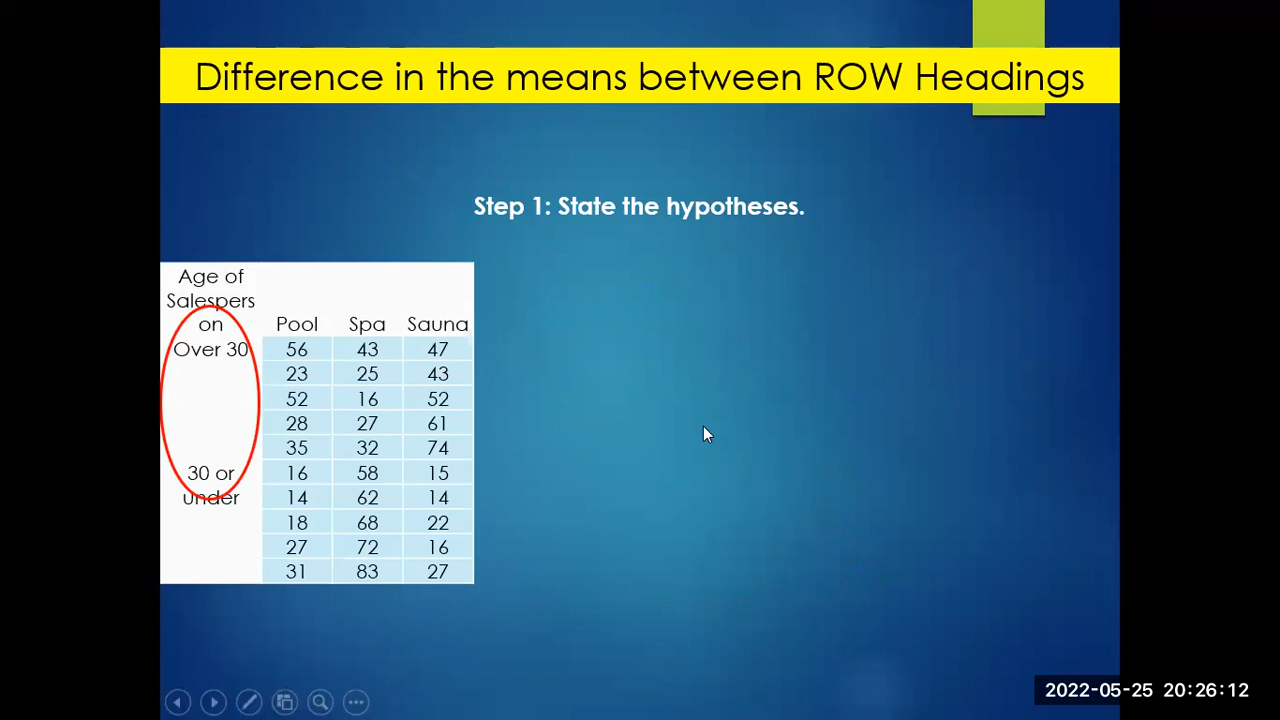 Difference in the means between ROW Headings
Step 1: State the hypotheses.
Age of
Salespers
on Pool Spa Sauna
Over 30 56 43 47
23 25 43
52 16 52
28 27 61
35 32 74
30 or 16 58 15
under 14 62 14
18 68 22
27 72 16
31 83 27
2022-05-25 20:26:12